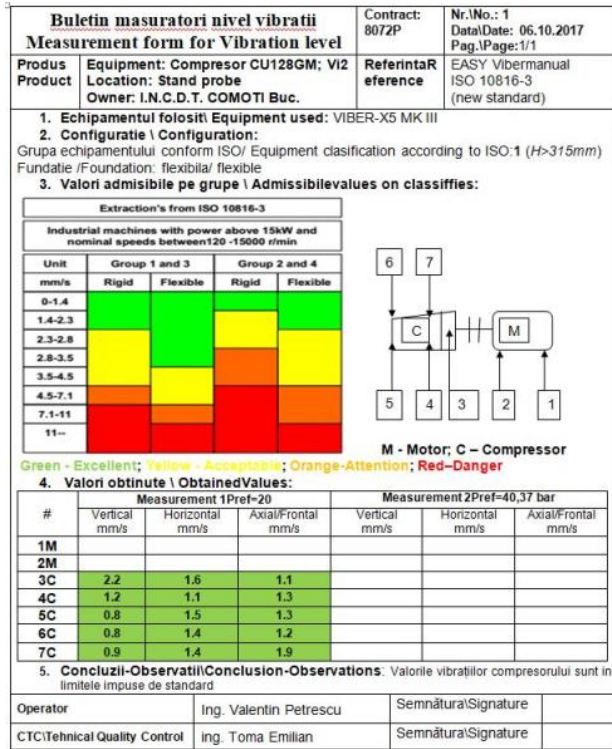 Buletin masuratori nivel vibratii
Measurement form for Vibration level
Contract:
8072P
Nr.\No.: 1
Data\Date: 06.10.2017
Pag.\Page:1/1
Produs
Product
Equipment: Compresor CU128GM; Vi2
Location: Stand probe
Owner: I.N.C.D.T. COMOTI Buc.
ReferintaR
eference
EASY Vibermanual
ISO 10816-3
(new standard)
1. Echipamentul folosit\ Equipment used: VIBER-X5 MK III
2. Configuratie \ Configuration:
Grupa echipamentului conform ISO/ Equipment clasification according to ISO:1 (H>315mm)
Fundatie /Foundation: flexibila/ flexible
3. Valori admisibile pe grupe \ Admissibilevalues on classiffies:
Extraction's from ISO 10816-3
Industrial machines with power above 15kW and
nominal speeds between120 -15000 r/min
Unit Group 1 and 3 Group 2 and 4
mm/s Rigid Flexible Rigid Flexible
0-1.4
1.4-2.3
2.3-2.8
2.8-3.5
3.5-4.5
4.5-7.1
7.1-11
11--
6 7
C M
5 4 3 2 1
M - Motor; C – Compressor
Green - Excellent; Yellow - Acceptable; Orange-Attention; Red–Danger
4. Valori obtinute \ ObtainedValues:
# Measurement 1Pref=20 Measurement 2Pref=40,37 bar
Vertical Horizontal Axial/Frontal Vertical Horizontal Axial/Frontal
mm/s mm/s mm/s mm/s mm/s mm/s
1M
2M
3C 2.2 1.6 1.1
4C 1.2 1.1 1.3
5C 0.8 1.5 1.3
6C 0.8 1.4 1.2
7C 0.9 1.4 1.9
5. Concluzii-Observatii\Conclusion-Observations: Valorile vibrațiilor compresorului sunt in
limitele impuse de standard
Operator Ing. Valentin Petrescu Semnătura\Signature
CTC\Tehnical Quality Control ing. Toma Emilian Semnătura\Signature